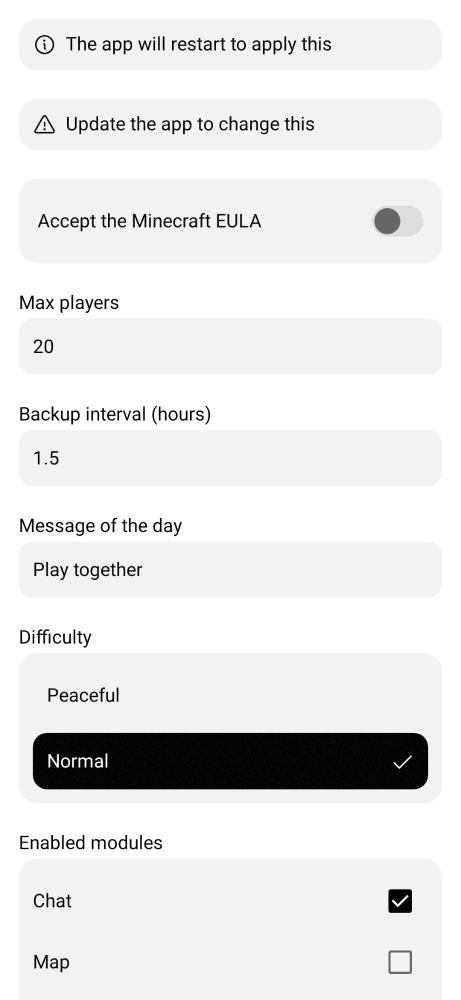 The app will restart to apply this
Update the app to change this
Accept the Minecraft EULA
Max players
20
Backup interval (hours)
1.5
Message of the day
Play together
Difficulty
Peaceful
Normal
Enabled modules
Chat
Map